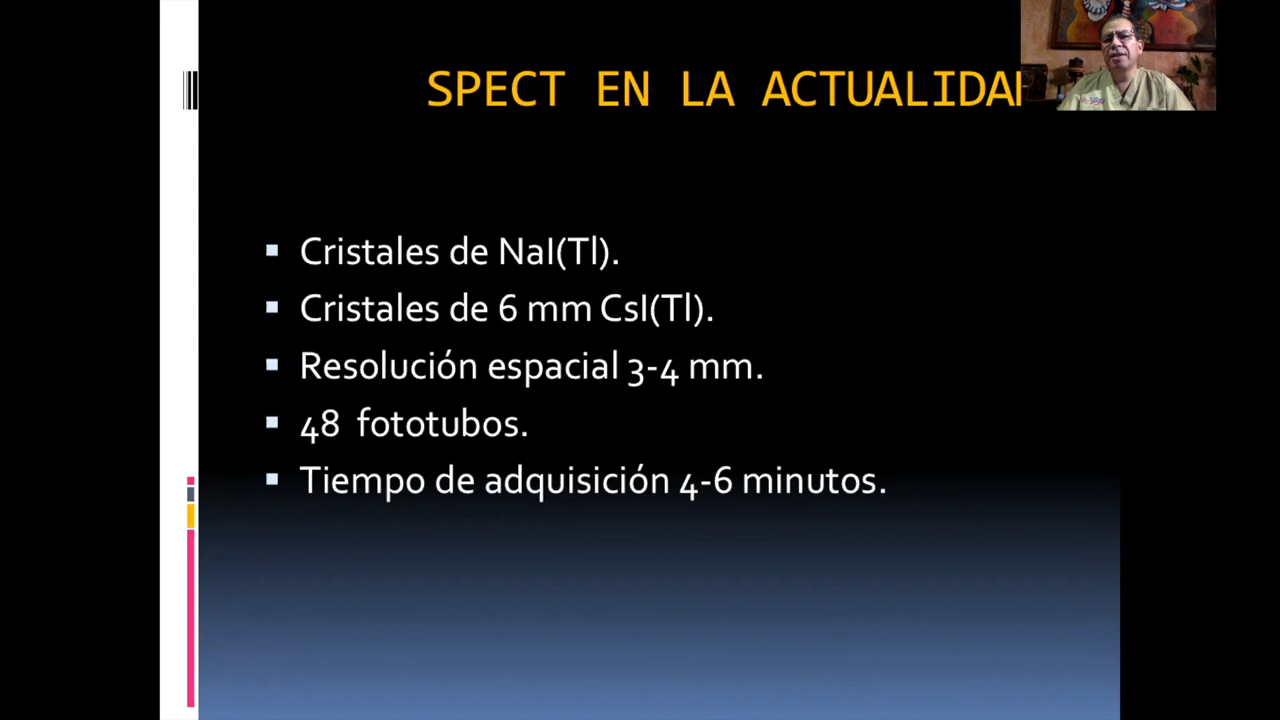 SPECT EN LA ACTUALIDA
Cristales de NaI(Tl).
Cristales de 6 mm CsI(Tl).
Resolución espacial 3-4 mm.
48 fototubos.
Tiempo de adquisición 4-6 minutos.